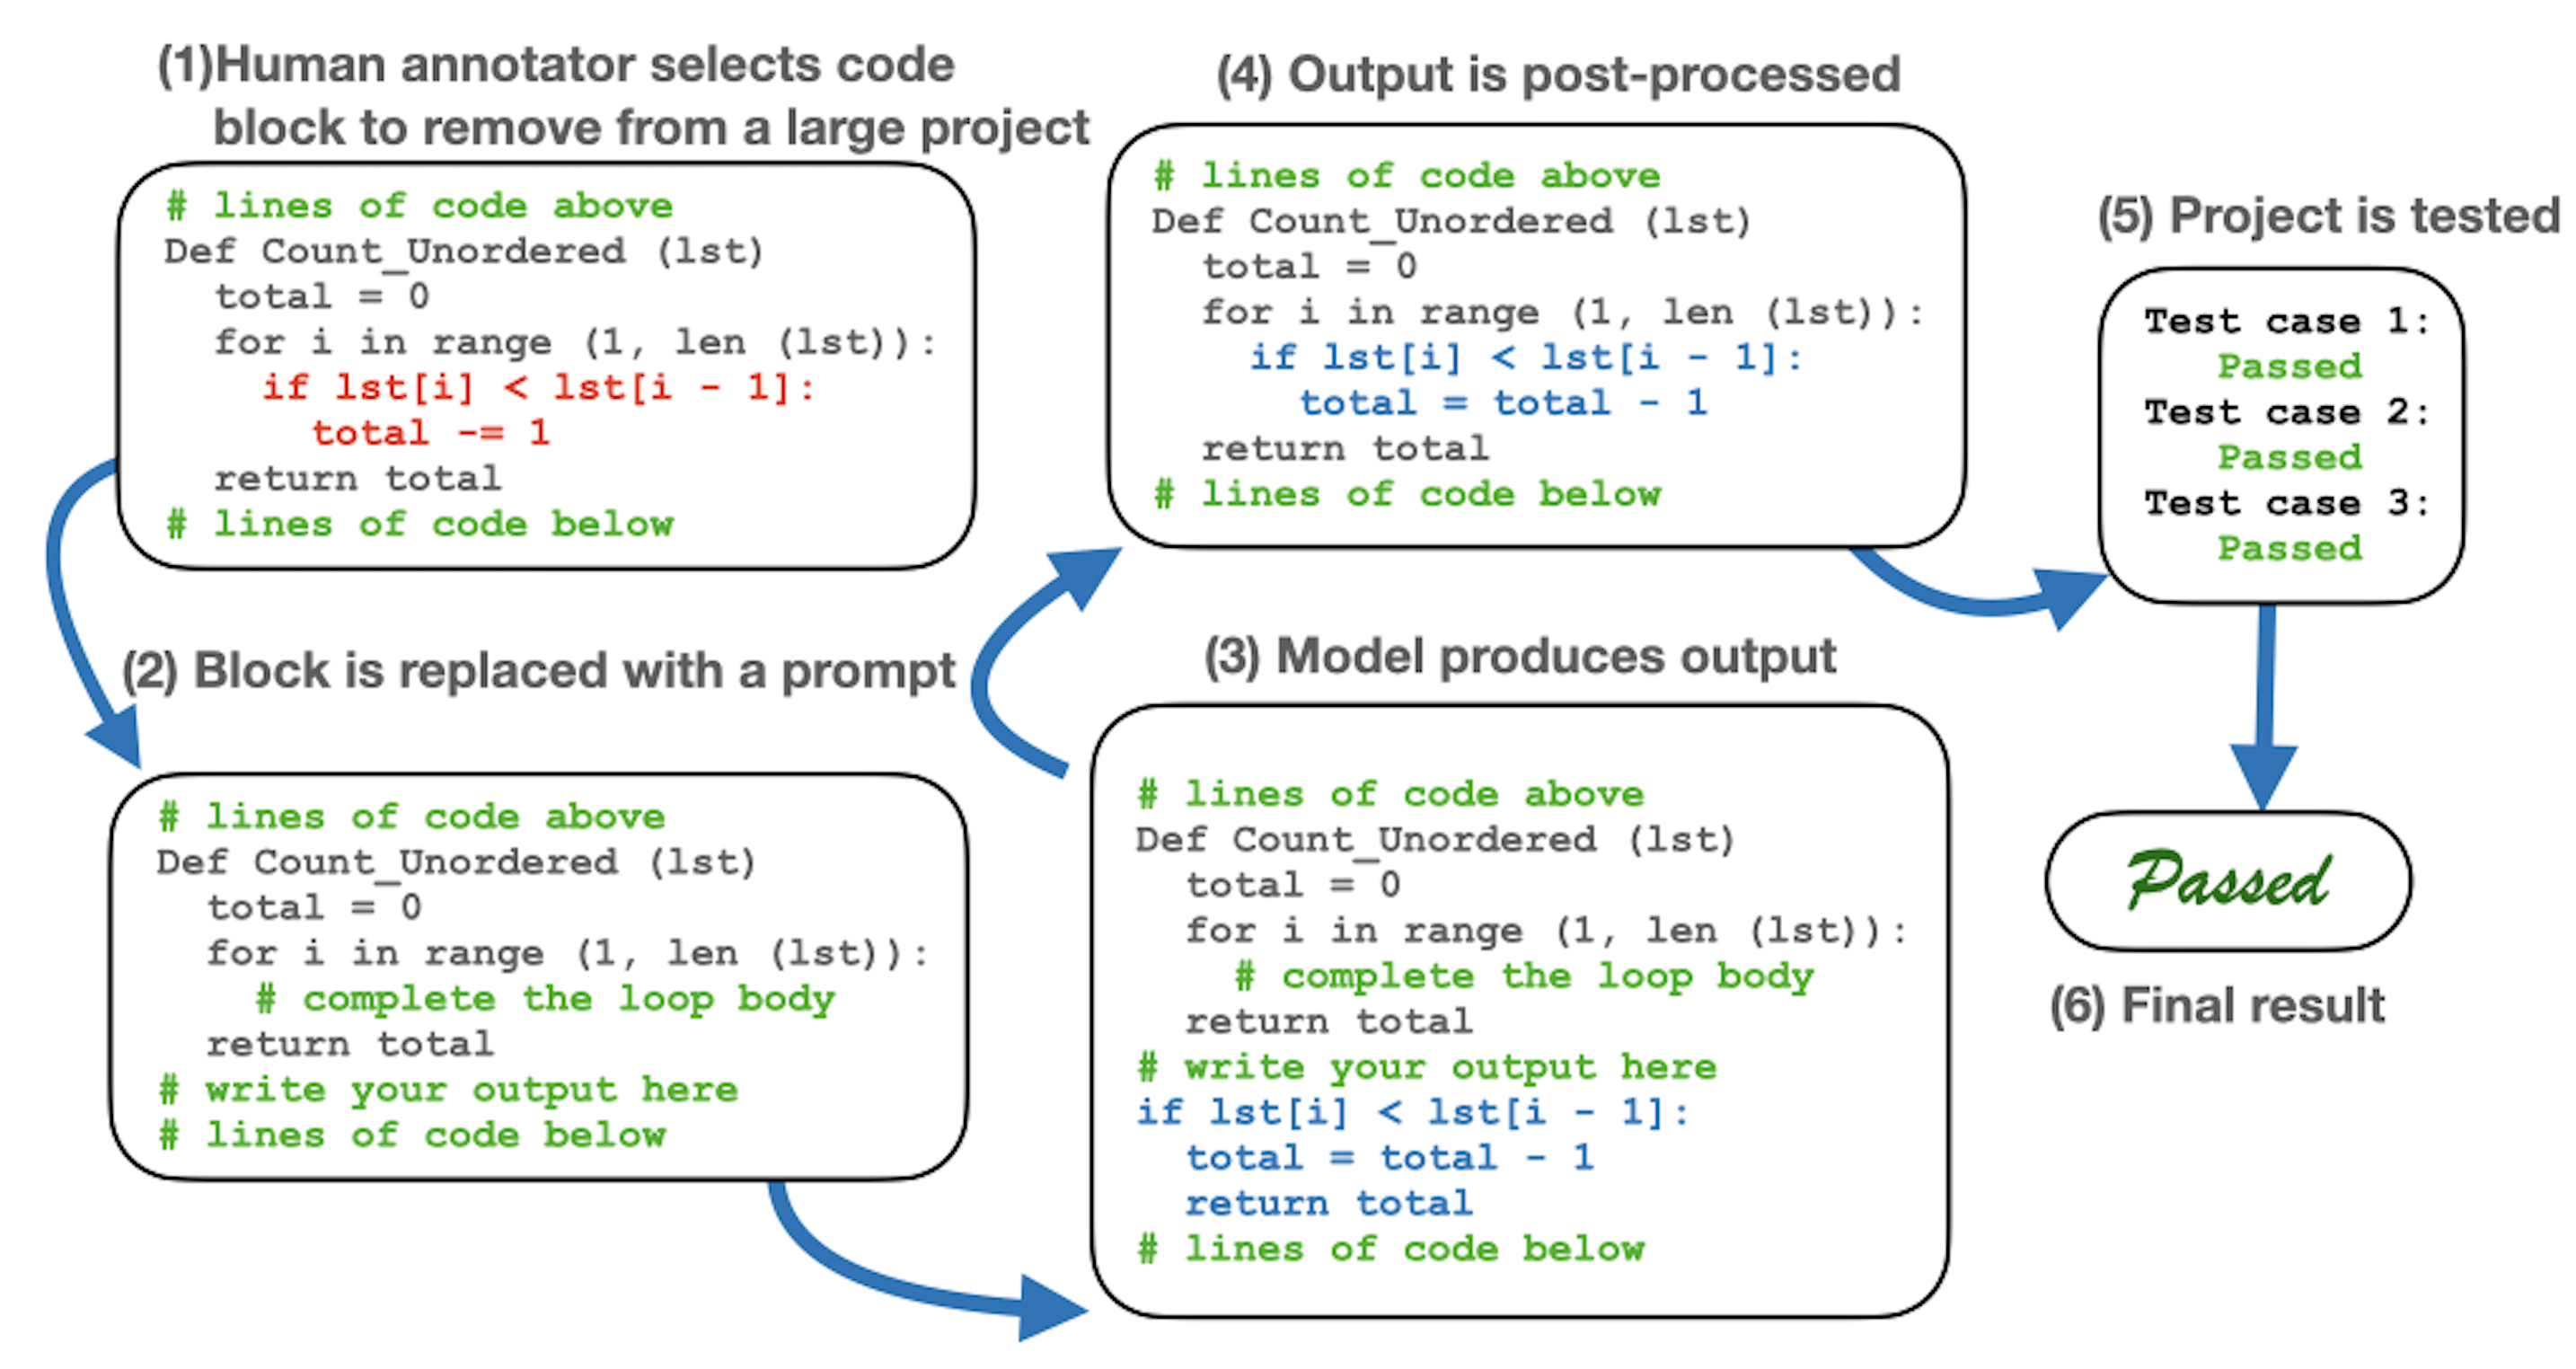 (1)Human annotator selects code
block to remove from a large project
# lines of code above
Def Count_Unordered (lst)
total = 0
for i in range (1, len (lst)):
if lst[i] < lst[i - 1]:
total -= 1
return total
# lines of code below
(2) Block is replaced with a prompt
# lines of code above
Def Count_Unordered (lst)
total = 0
for i in range (1, len (lst)):
# complete the loop body
return total
# write your output here
# lines of code below
(3) Model produces output
# lines of code above
Def Count_Unordered (lst)
total = 0
for i in range (1, len (lst)):
# complete the loop body
return total
# write your output here
if lst[i] < lst[i - 1]:
total = total - 1
return total
# lines of code below
(4) Output is post-processed
# lines of code above
Def Count_Unordered (lst)
total = 0
for i in range (1, len (lst)):
if lst[i] < lst[i - 1]:
total = total - 1
return total
# lines of code below
(5) Project is tested
Test case 1:
Passed
Test case 2:
Passed
Test case 3:
Passed
Passed
(6) Final result